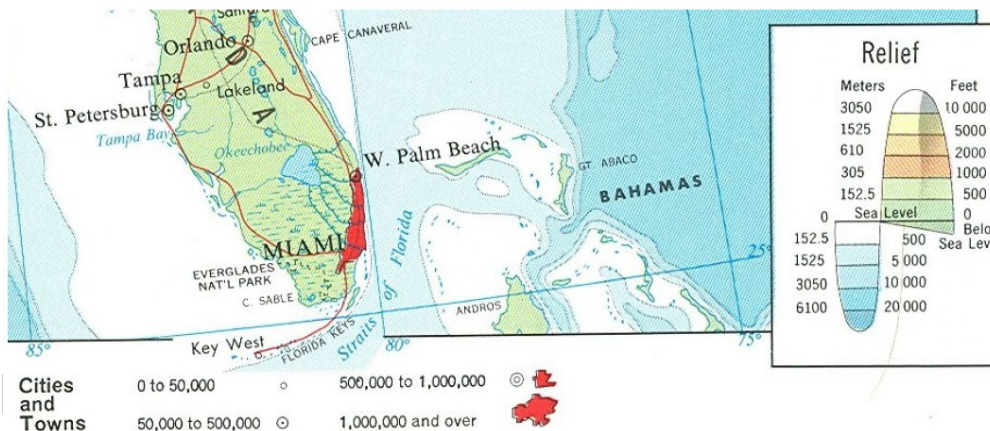 Sanford
Orlando
CAPE CANAVERAL
D
Tampa
Lakeland
St. Petersburg
A
Tampa Bay
Okeechobee
W. Palm Beach
GT. ABACO
BAHAMAS
MIAMI
Straits of Florida
25°
EVERGLADES
NAT'L PARK
C. SABLE
ANDROS
Key West
FLORIDA KEYS
85°
80°
75°
Relief
Meters Feet
3050 10 000
1525 5000
610 2000
305 1000
152.5 500
0 Sea Level 0
Belo
Sea Lev
152.5 500
1525 5 000
3050 10 000
6100 20 000
Cities
and
Towns
0 to 50,000
50,000 to 500,000
500,000 to 1,000,000
1,000,000 and over